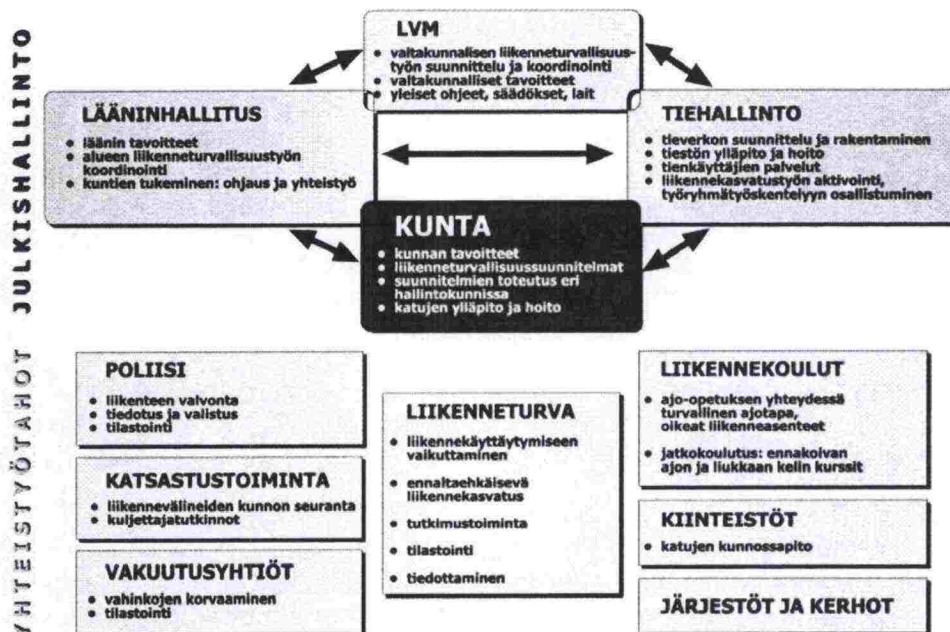 JULKISHALLINTO
LVM
• valtakunnalisen liikenneturvallisuus-
työn suunnittelu ja koordinointi
• valtakunnalliset tavoitteet
• yleiset ohjeet, säädökset, lait
LÄÄNINHALLITUS
• läänin tavoitteet
• alueen liikenneturvallisuustyön
koordinointi
• kuntien tukeminen: ohjaus ja yhteistyö
TIEHALLINTO
• tieverkon suunnittelu ja rakentaminen
• tiestön ylläpito ja hoito
• tienkäyttäjien palvelut
• liikennekasvatustyön aktivointi,
työryhmätyöskentelyyn osallistuminen
KUNTA
• kunnan tavoitteet
• liikenneturvallisuussuunnitelmat
• suunnitelmien toteutus eri
hallintokunnissa
• katujen ylläpito ja hoito
YHTEISTYÖTAHOT
POLIISI
• liikenteen valvonta
• tiedotus ja valistus
• tilastointi
KATSASTUSTOIMINTA
• liikennevälineiden kunnon seuranta
• kuljettajatutkinnot
VAKUUTUSYHTIÖT
• vahinkojen korvaaminen
• tilastointi
LIIKENNETURVA
• liikennekäyttäytymiseen
vaikuttaminen
• ennaltaehkäisevä
liikennekasvatus
• tutkimustoiminta
• tilastointi
• tiedottaminen
LIIKENNEKOULUT
• ajo-opetuksen yhteydessä
turvallinen ajotapa,
oikeat liikenneasenteet
• jatkokoulutus: ennakoivan
ajon ja liukkaan kelin kurssit
KIINTEISTÖT
• katujen kunnossapito
JÄRJESTÖT JA KERHOT